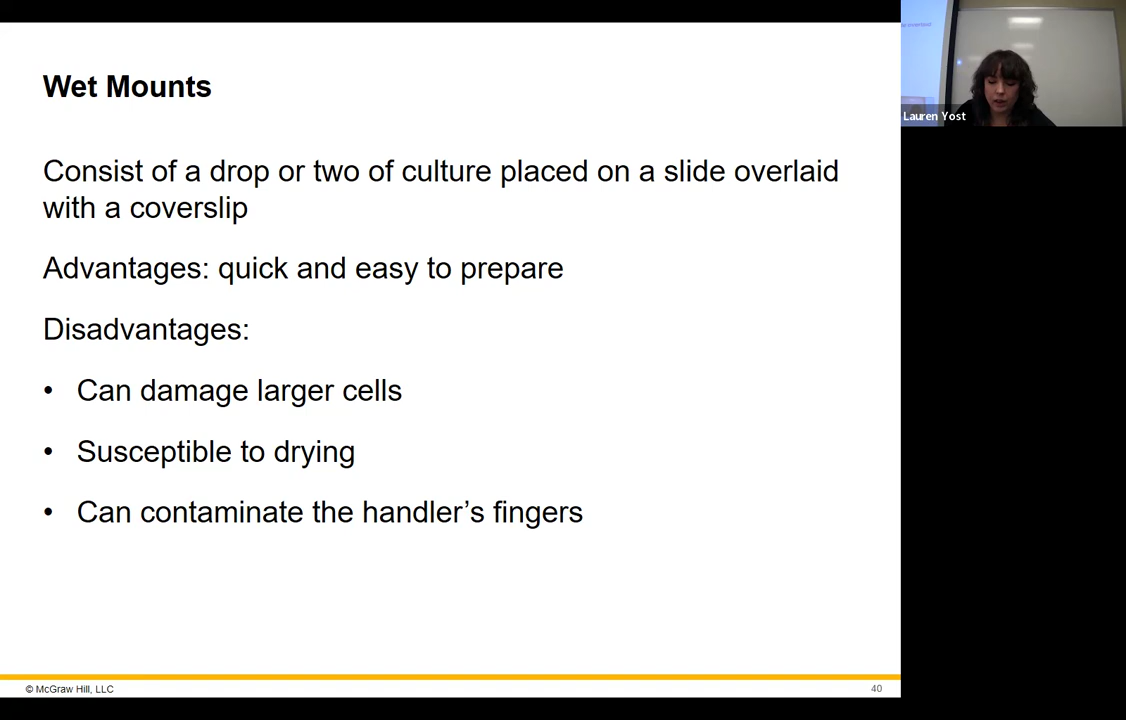 Wet Mounts
Consist of a drop or two of culture placed on a slide overlaid
with a coverslip
Advantages: quick and easy to prepare
Disadvantages:
• Can damage larger cells
• Susceptible to drying
• Can contaminate the handler’s fingers
© McGraw Hill, LLC
40
Lauren Yost